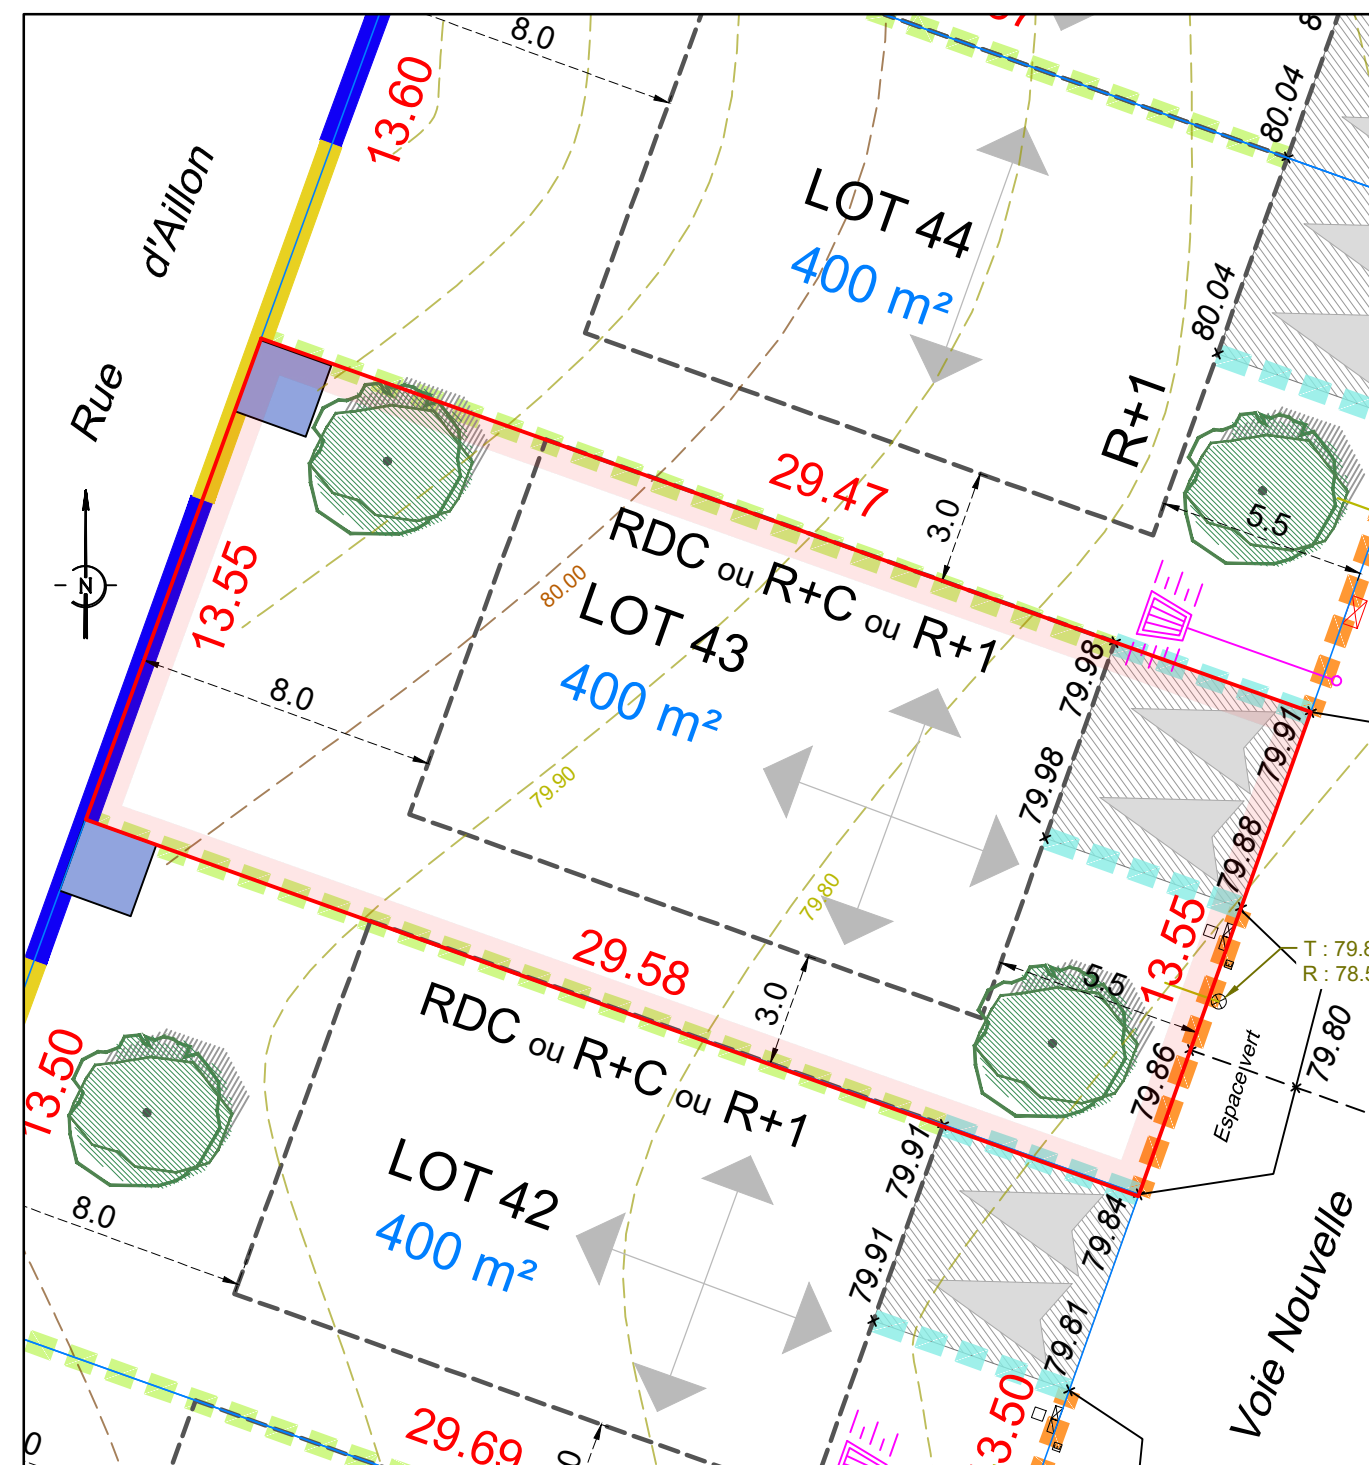 8.0
13.60
80.04
d'Aillon
Rue
LOT 44
400 m²
80.04
R+1
29.47
3.0
5.5
RDC ou R+C ou R+1
80.00
LOT 43
400 m²
13.55
N
8.0
79.98
79.91
79.98
79.90
79.88
79.80
13.55
T : 79.8
R : 78.5
29.58
3.0
5.5
79.86
Espace vert
79.80
RDC ou R+C ou R+1
13.50
LOT 42
400 m²
8.0
79.91
79.84
79.91
79.81
Voie Nouvelle
29.69
3.50